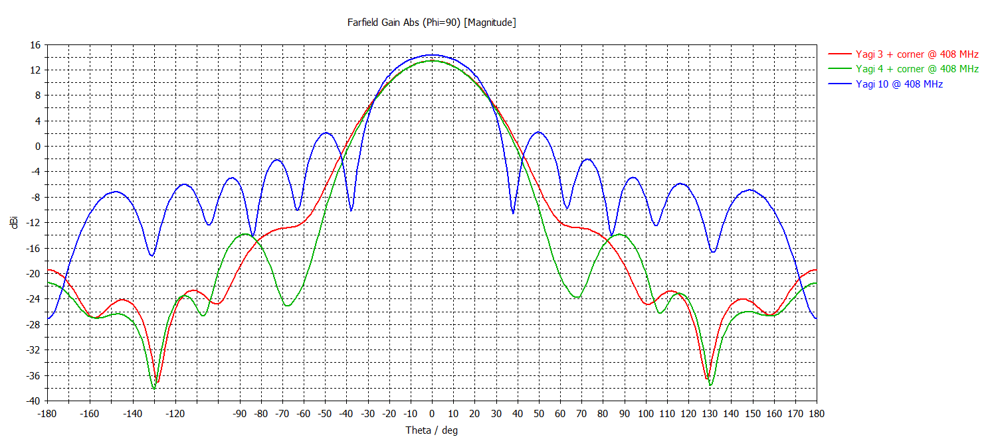 Farfield Gain Abs (Phi=90) [Magnitude]
Yagi 3 + corner @ 408 MHz
Yagi 4 + corner @ 408 MHz
Yagi 10 @ 408 MHz
16
12
8
4
0
-4
-8
-12
-16
-20
-24
-28
-32
-36
-40
dBi
-180 -160 -140 -120 -90 -80 -70 -60 -50 -40 -30 -20 -10 0 10 20 30 40 50 60 70 80 90 100 110 120 130 140 150 160 170 180
Theta / deg